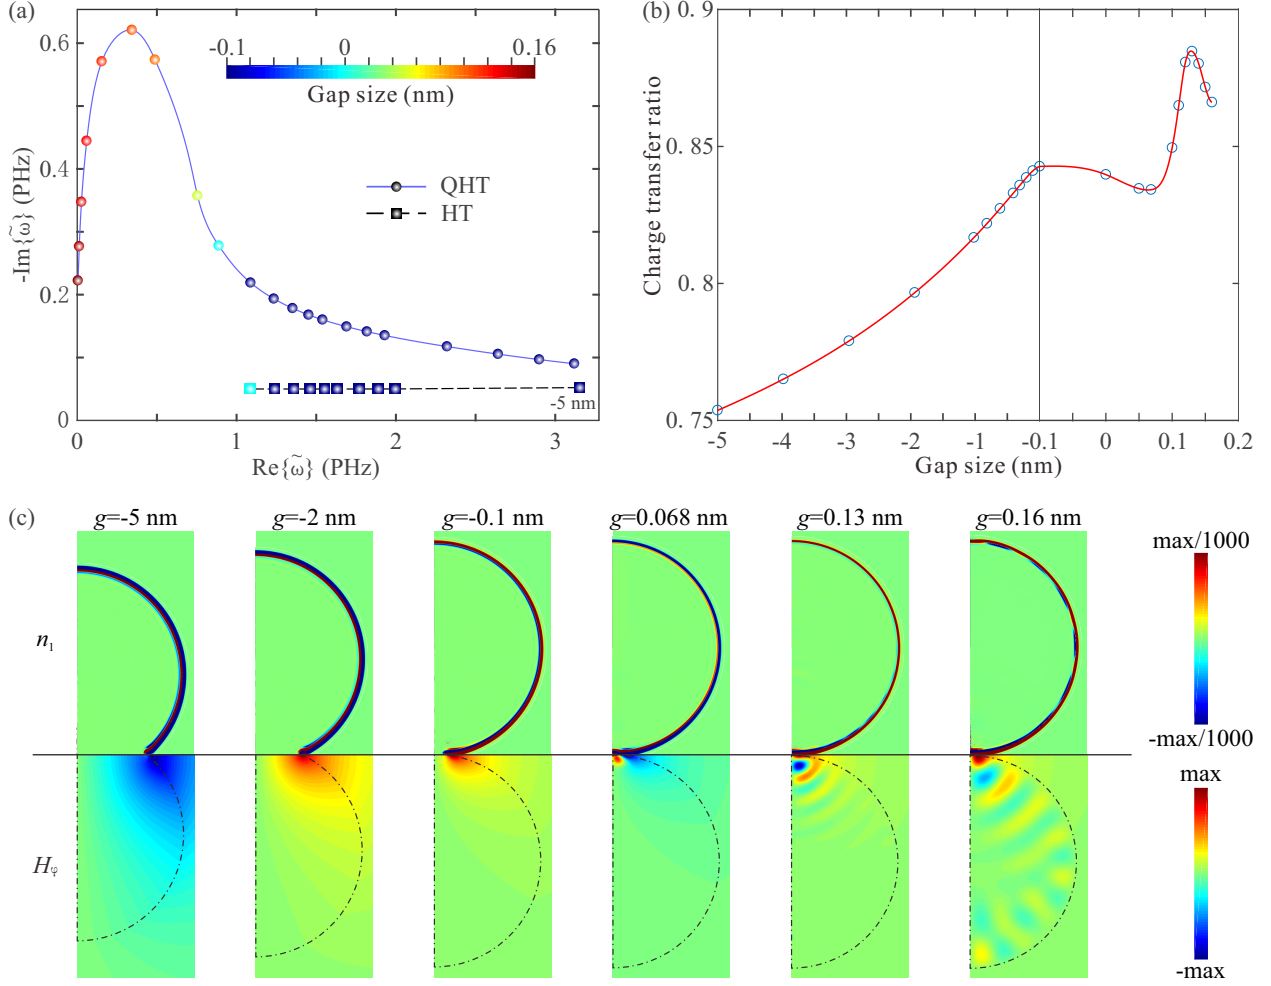 (a)
0.6
0.4
0.2
0
-Im{ω̃} (PHz)
-0.1 0 0.16
Gap size (nm)
QHT
HT
-5 nm
0 1 2 3
Re{ω̃} (PHz)
(b)
0.9
0.85
0.8
0.75
Charge transfer ratio
-5 -4 -3 -2 -1 -0.1 0 0.1 0.2
Gap size (nm)
(c)
g=-5 nm g=-2 nm g=-0.1 nm g=0.068 nm g=0.13 nm g=0.16 nm
n₁
max/1000
-max/1000
Hφ
max
-max